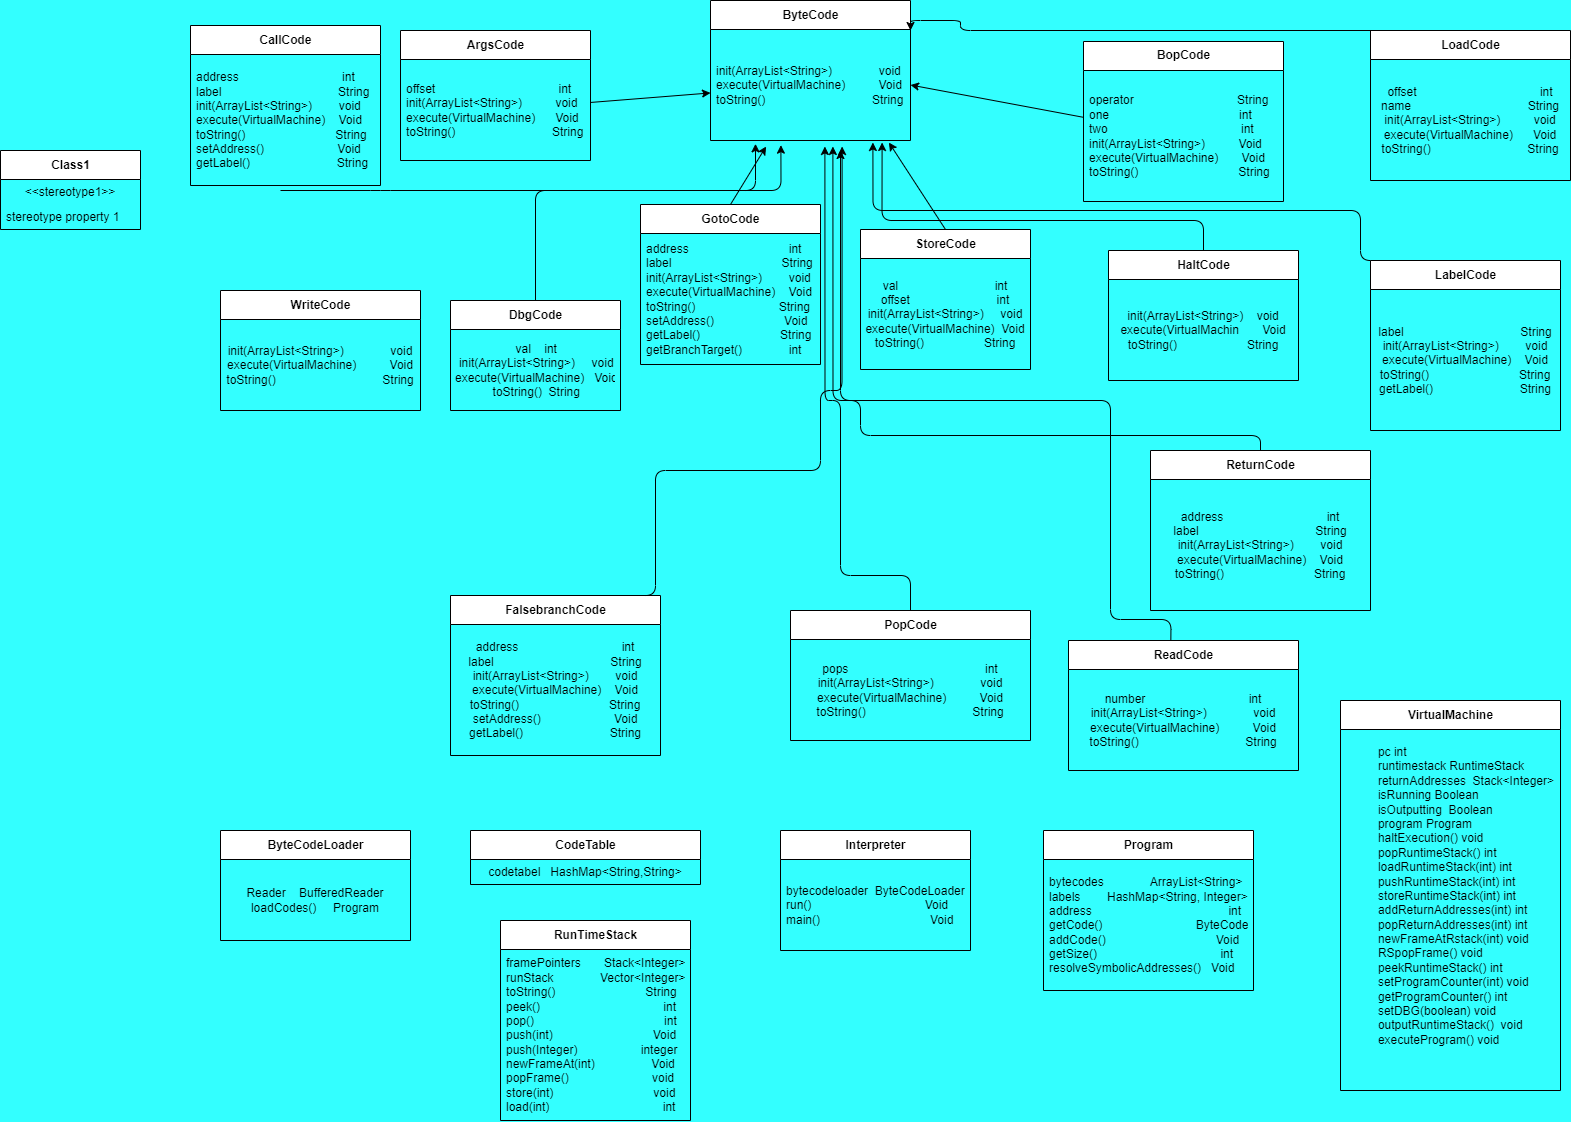 ByteCode
init(ArrayList<String>) void
execute(VirtualMachine) Void
toString() String
CallCode
address int
label String
init(ArrayList<String>) void
execute(VirtualMachine) Void
toString() String
setAddress() Void
getLabel() String
ArgsCode
offset int
init(ArrayList<String>) void
execute(VirtualMachine) Void
toString() String
BopCode
operator String
one int
two int
init(ArrayList<String>) Void
execute(VirtualMachine) Void
toString() String
LoadCode
offset int
name String
init(ArrayList<String>) void
execute(VirtualMachine) Void
toString() String
Class1
<<stereotype1>>
stereotype property 1
GotoCode
address int
label String
init(ArrayList<String>) void
execute(VirtualMachine) Void
toString() String
setAddress() Void
getLabel() String
getBranchTarget() int
StoreCode
val int
offset int
init(ArrayList<String>) void
execute(VirtualMachine) Void
toString() String
HaltCode
init(ArrayList<String>) void
execute(VirtualMachin Void
toString() String
LabelCode
label String
init(ArrayList<String>) void
execute(VirtualMachine) Void
toString() String
getLabel() String
WriteCode
init(ArrayList<String>) void
execute(VirtualMachine) Void
toString() String
DbgCode
val int
init(ArrayList<String>) void
execute(VirtualMachine) Void
toString() String
ReturnCode
address int
label String
init(ArrayList<String>) void
execute(VirtualMachine) Void
toString() String
FalsebranchCode
address int
label String
init(ArrayList<String>) void
execute(VirtualMachine) Void
toString() String
setAddress() Void
getLabel() String
PopCode
pops int
init(ArrayList<String>) void
execute(VirtualMachine) Void
toString() String
ReadCode
number int
init(ArrayList<String>) void
execute(VirtualMachine) Void
toString() String
VirtualMachine
pc int
runtimestack RuntimeStack
returnAddresses Stack<Integer>
isRunning Boolean
isOutputting Boolean
program Program
haltExecution() void
popRuntimeStack() int
loadRuntimeStack(int) int
pushRuntimeStack(int) int
storeRuntimeStack(int) int
addReturnAddresses(int) int
popReturnAddresses(int) int
newFrameAtRstack(int) void
RSpopFrame() void
peekRuntimeStack() int
setProgramCounter(int) void
getProgramCounter() int
setDBG(boolean) void
outputRuntimeStack() void
executeProgram() void
ByteCodeLoader
Reader BufferedReader
loadCodes() Program
CodeTable
codetabel HashMap<String,String>
Interpreter
bytecodeloader ByteCodeLoader
run() Void
main() Void
Program
bytecodes ArrayList<String>
labels HashMap<String, Integer>
address int
getCode() ByteCode
addCode() Void
getSize() int
resolveSymbolicAddresses() Void
RunTimeStack
framePointers Stack<Integer>
runStack Vector<Integer>
toString() String
peek() int
pop() int
push(int) Void
push(Integer) integer
newFrameAt(int) Void
popFrame() void
store(int) void
load(int) int